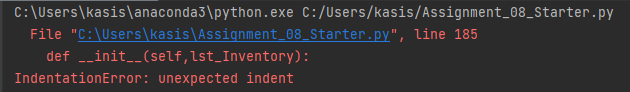 C:\Users\kasis\anaconda3\python.exe C:/Users/kasis/Assignment_08_Starter.py
File "C:\Users\kasis\Assignment_08_Starter.py", line 185
def __init__(self,lst_Inventory):
IndentationError: unexpected indent